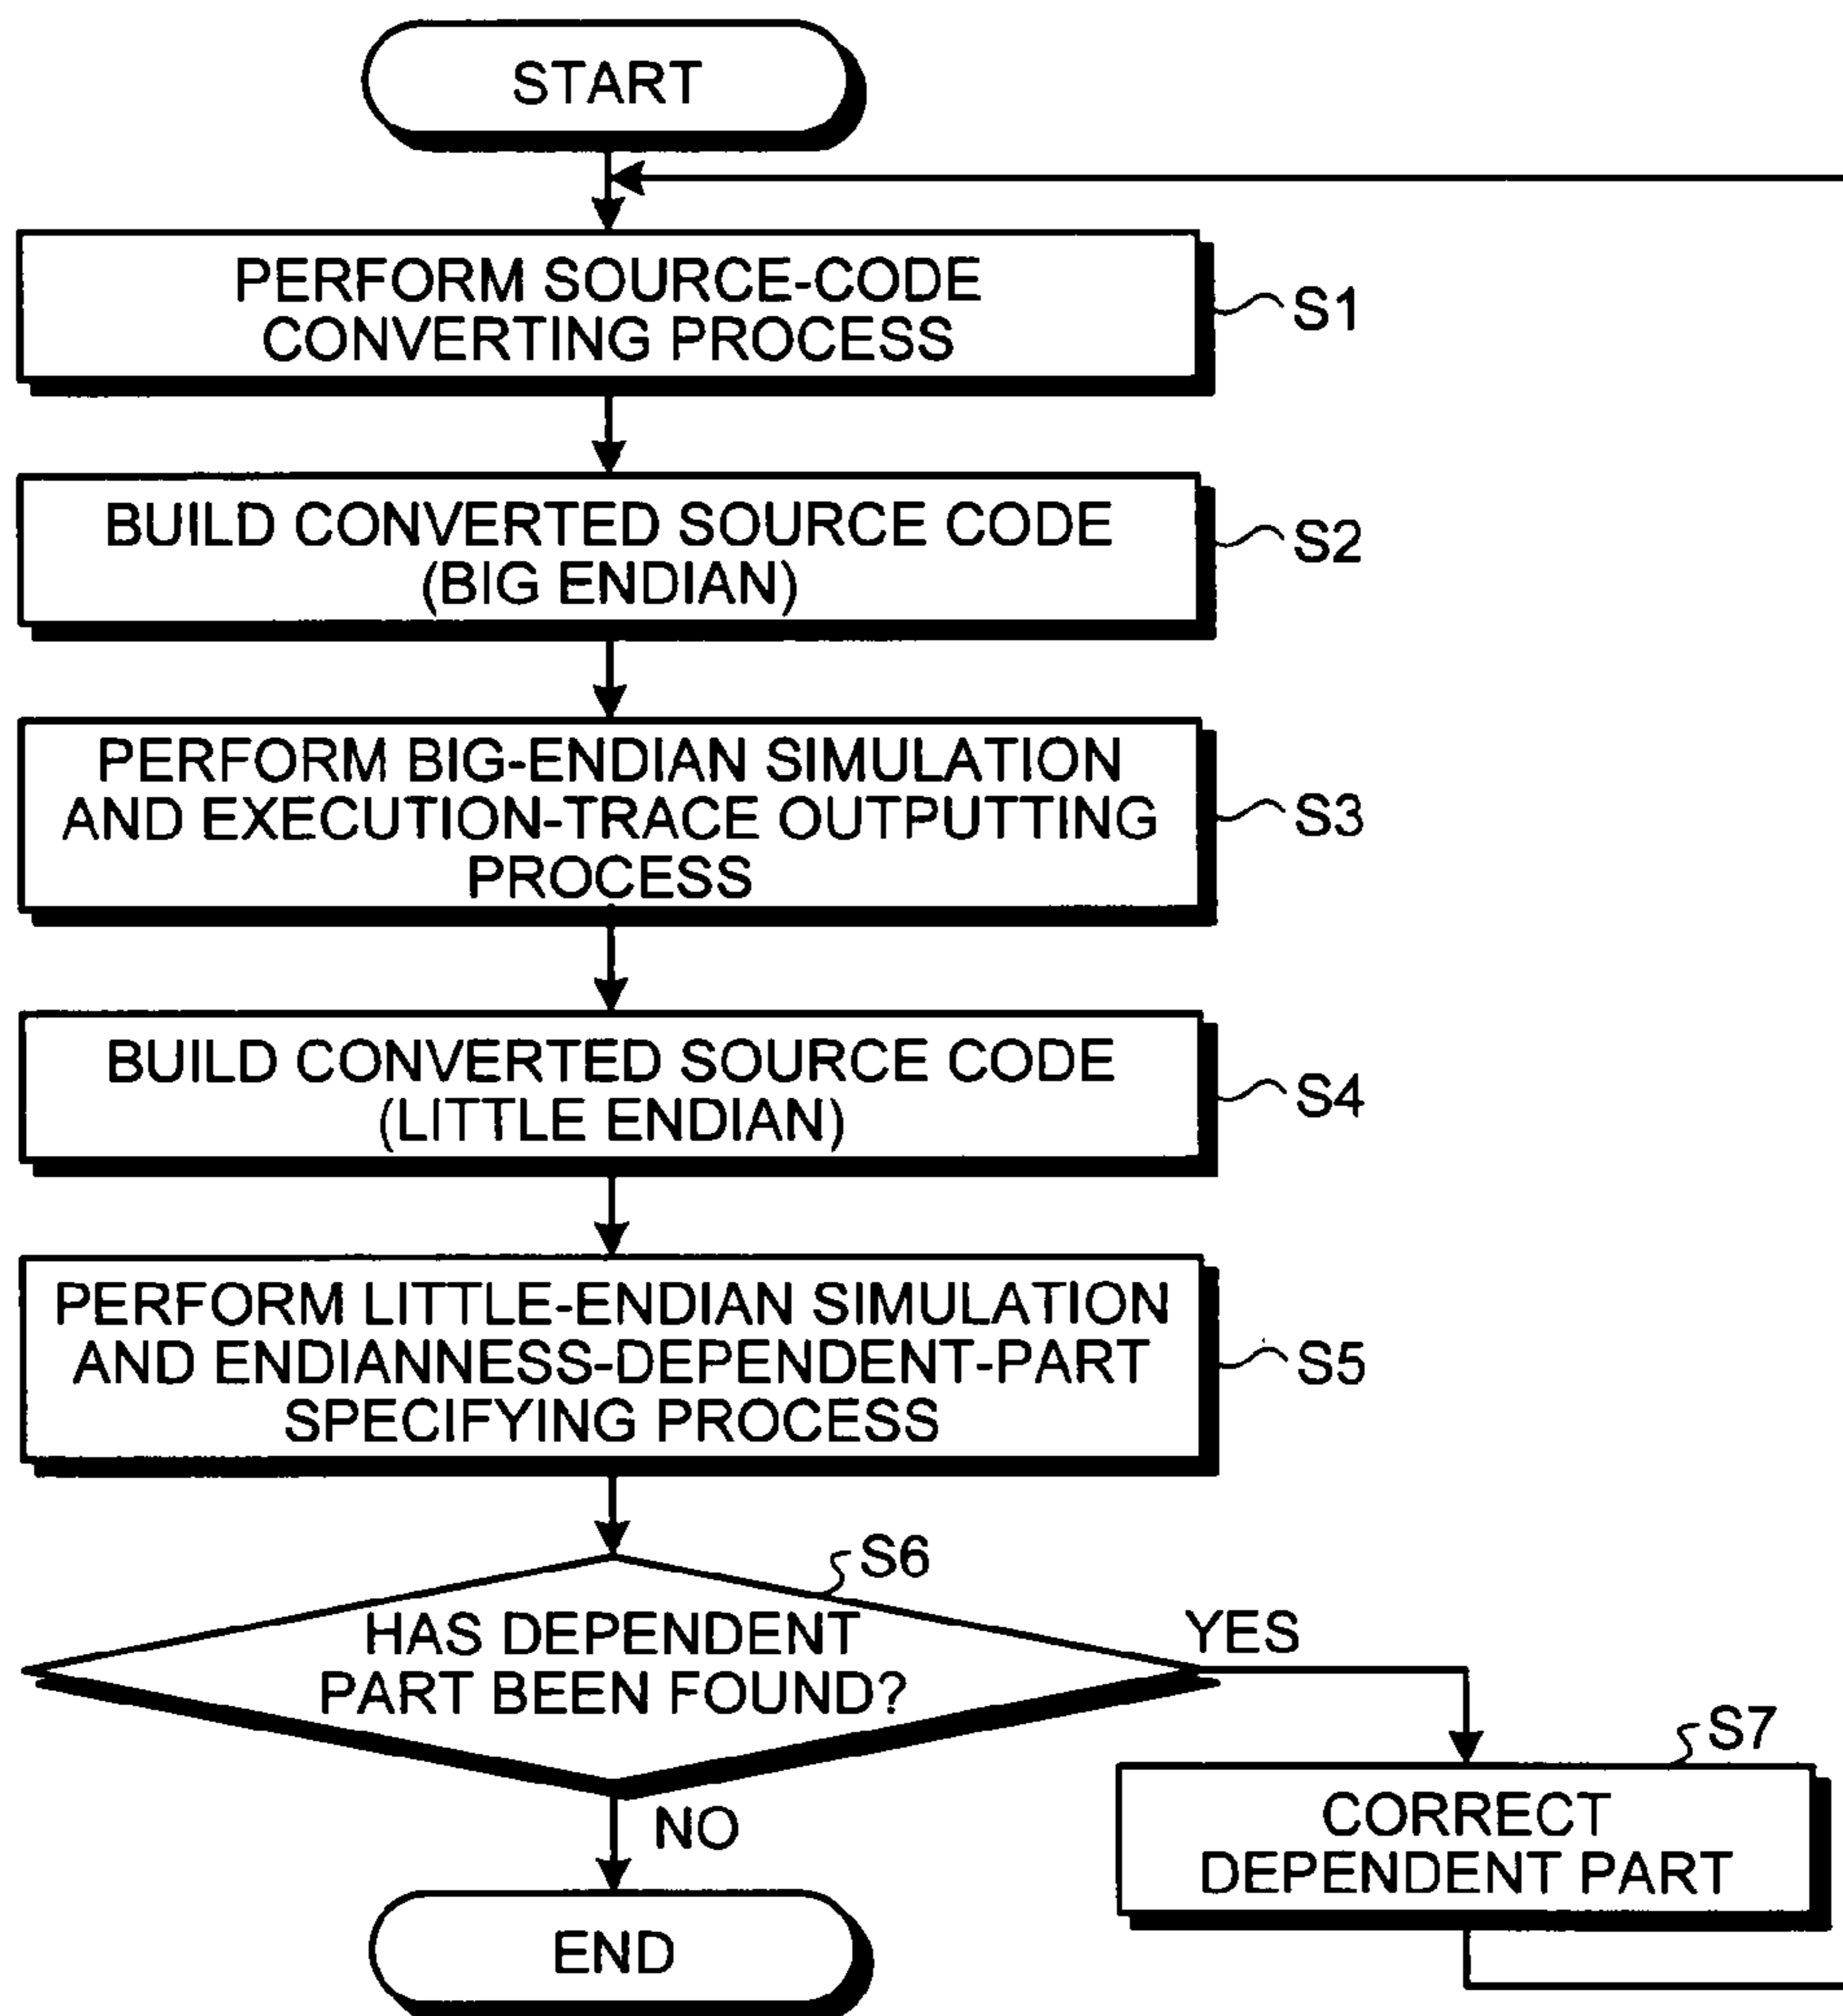 START
PERFORM SOURCE-CODE
CONVERTING PROCESS
S1
BUILD CONVERTED SOURCE CODE
(BIG ENDIAN)
S2
PERFORM BIG-ENDIAN SIMULATION
AND EXECUTION-TRACE OUTPUTTING
PROCESS
S3
BUILD CONVERTED SOURCE CODE
(LITTLE ENDIAN)
S4
PERFORM LITTLE-ENDIAN SIMULATION
AND ENDIANNESS-DEPENDENT-PART
SPECIFYING PROCESS
S5
S6
HAS DEPENDENT
PART BEEN FOUND?
YES
S7
CORRECT
DEPENDENT PART
NO
END